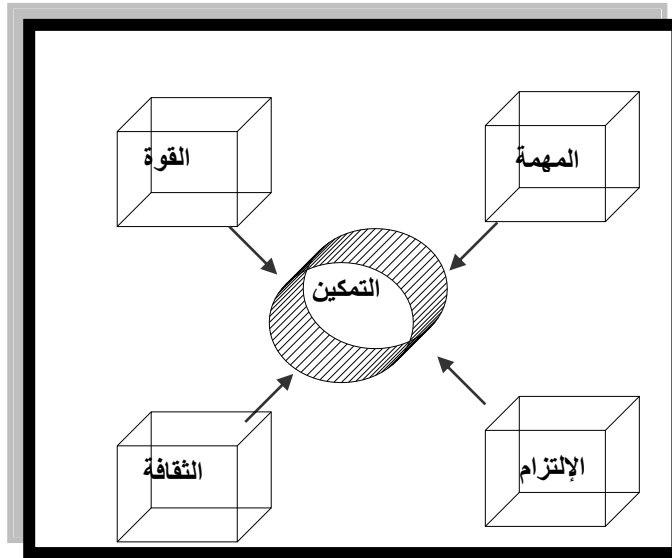 المهمة
القوة
التمكين
الإلتزام
الثقافة